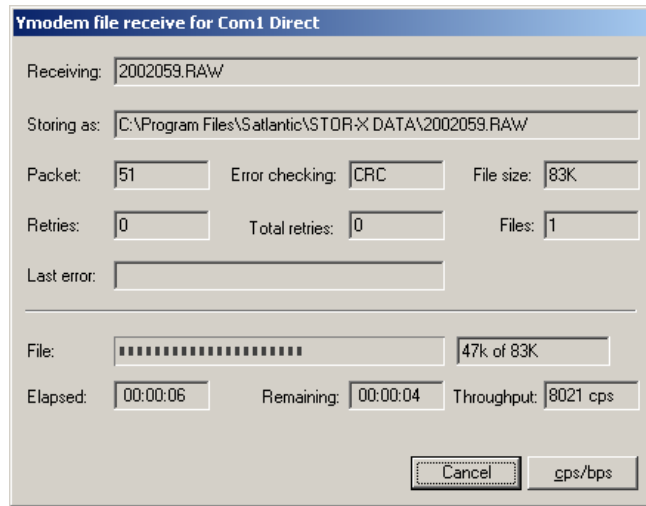 Ymodem file receive for Com1 Direct
Receiving: 2002059.RAW
Storing as: C:\Program Files\Satlantic\STOR-X DATA\2002059.RAW
Packet: 51 Error checking: CRC File size: 83K
Retries: 0 Total retries: 0 Files: 1
Last error:
File: 47k of 83K
Elapsed: 00:00:06 Remaining: 00:00:04 Throughput: 8021 cps
Cancel cps/bps